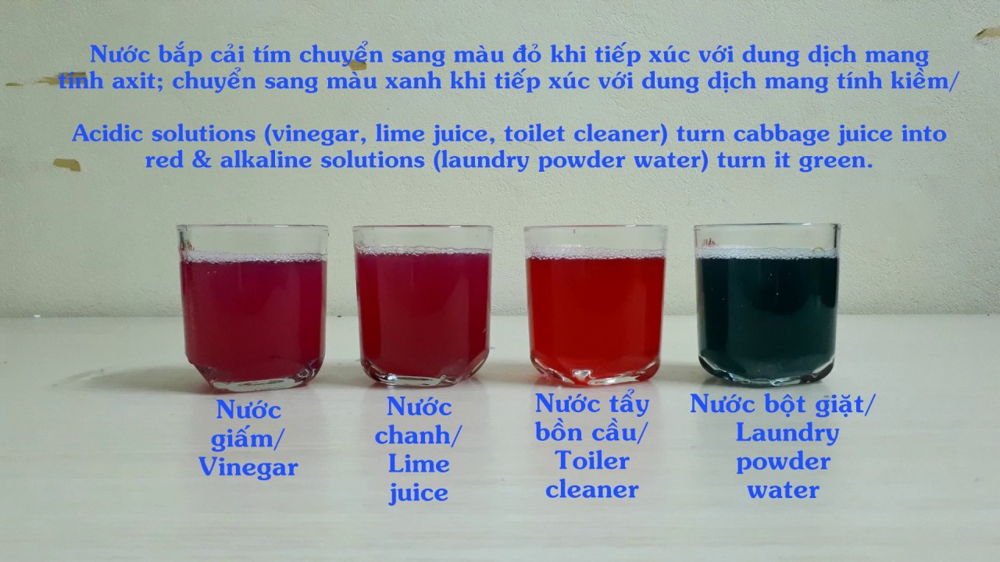 Nước bắp cải tím chuyển sang màu đỏ khi tiếp xúc với dung dịch mang
tính axit; chuyển sang màu xanh khi tiếp xúc với dung dịch mang tính kiềm/
Acidic solutions (vinegar, lime juice, toilet cleaner) turn cabbage juice into
red & alkaline solutions (laundry powder water) turn it green.
Nước
giấm/
Vinegar
Nước
chanh/
Lime
juice
Nước tẩy
bồn cầu/
Toiler
cleaner
Nước bột giặt/
Laundry
powder
water